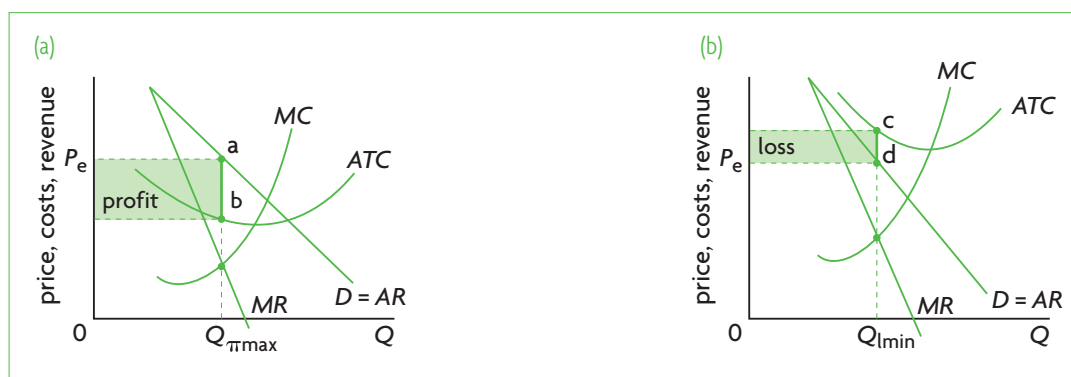 (a)
price, costs, revenue
MC
a
Pe
ATC
b
profit
MR
D = AR
0
Qπmax
Q
(b)
price, costs, revenue
MC
ATC
c
loss
Pe
d
MR
D = AR
0
Qlmin
Q